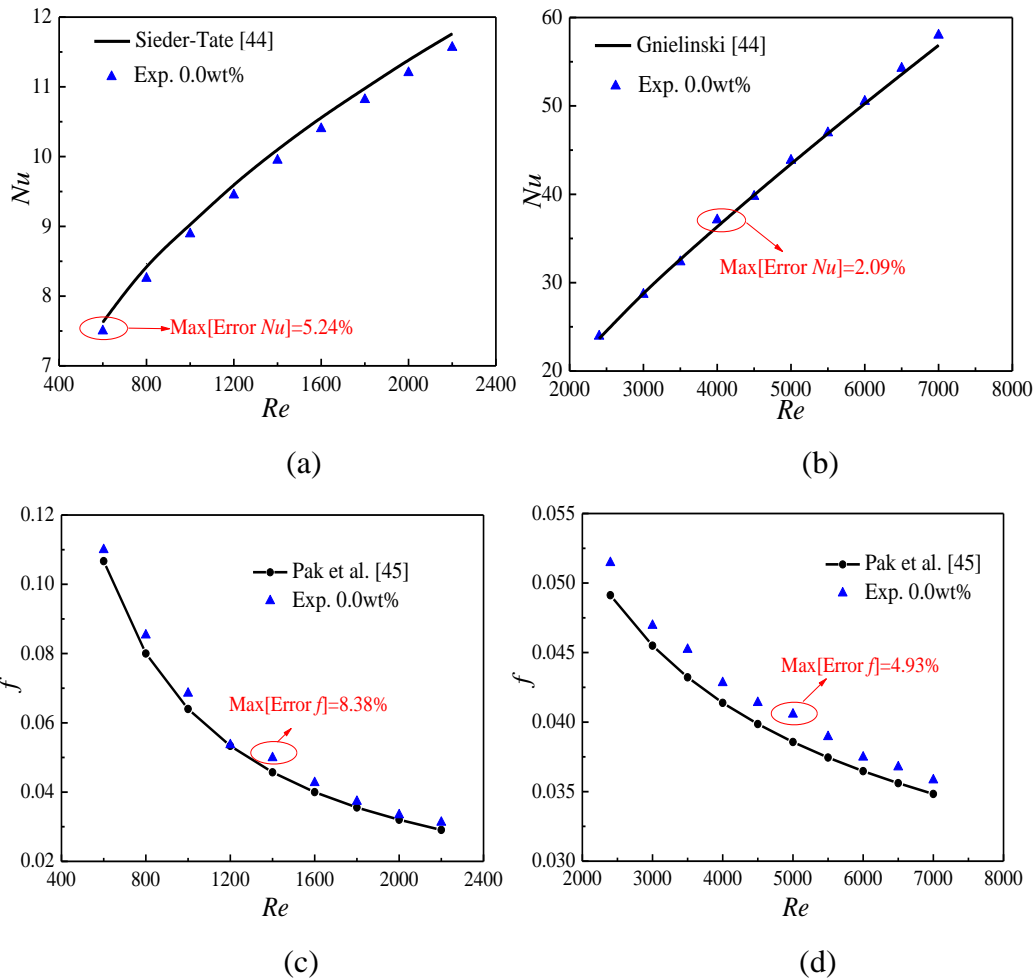 12
11
10
9
8
7
Nu
Sieder-Tate [44]
Exp. 0.0wt%
Max[Error Nu]=5.24%
400 800 1200 1600 2000 2400
Re
(a)
60
50
40
30
20
Nu
Gnielinski [44]
Exp. 0.0wt%
Max[Error Nu]=2.09%
2000 3000 4000 5000 6000 7000 8000
Re
(b)
0.12
0.10
0.08
0.06
0.04
0.02
f
Pak et al. [45]
Exp. 0.0wt%
Max[Error f]=8.38%
400 800 1200 1600 2000 2400
Re
(c)
0.055
0.050
0.045
0.040
0.035
0.030
f
Pak et al. [45]
Exp. 0.0wt%
Max[Error f]=4.93%
2000 3000 4000 5000 6000 7000 8000
Re
(d)